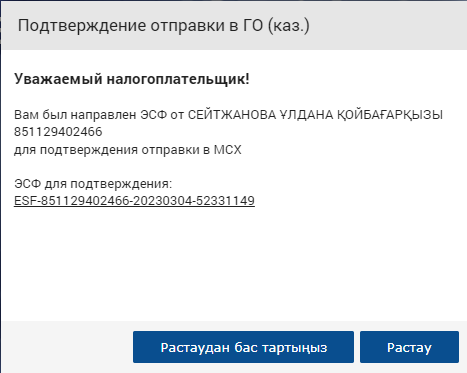 Подтверждение отправки в ГО (каз.)
Уважаемый налогоплательщик!
Вам был направлен ЭСФ от СЕЙТЖАНОВА ҰЛДАНА ҚОЙБАҒАРҚЫЗЫ
851129402466
для подтверждения отправки в МСХ
ЭСФ для подтверждения:
ESF-851129402466-20230304-52331149
Растаудан бас тартыңыз
Растау